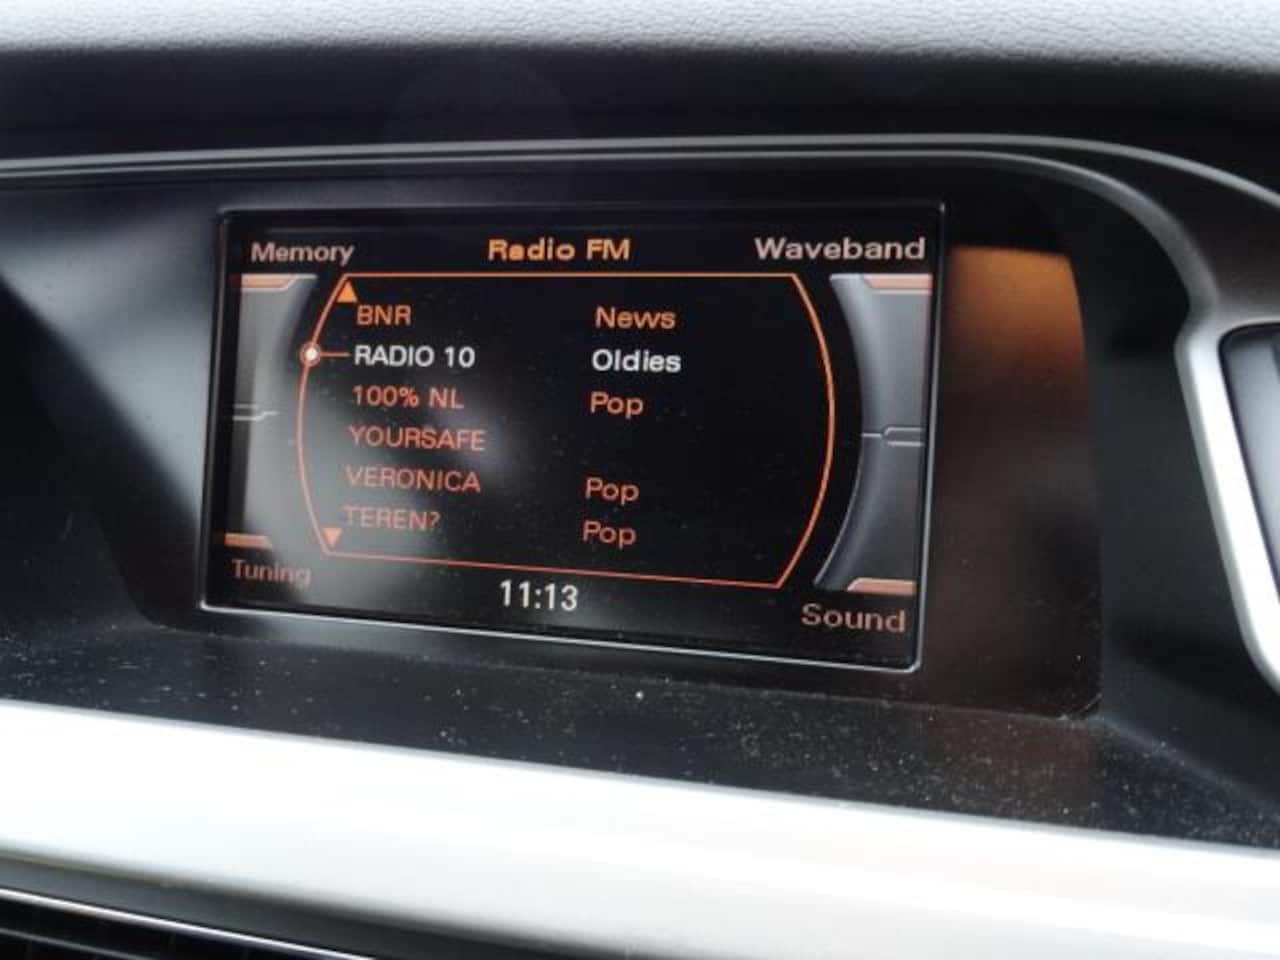 Memory Radio FM Waveband
BNR News
RADIO 10 Oldies
100% NL Pop
YOURSAFE
VERONICA Pop
TEREN? Pop
Tuning 11:13 Sound